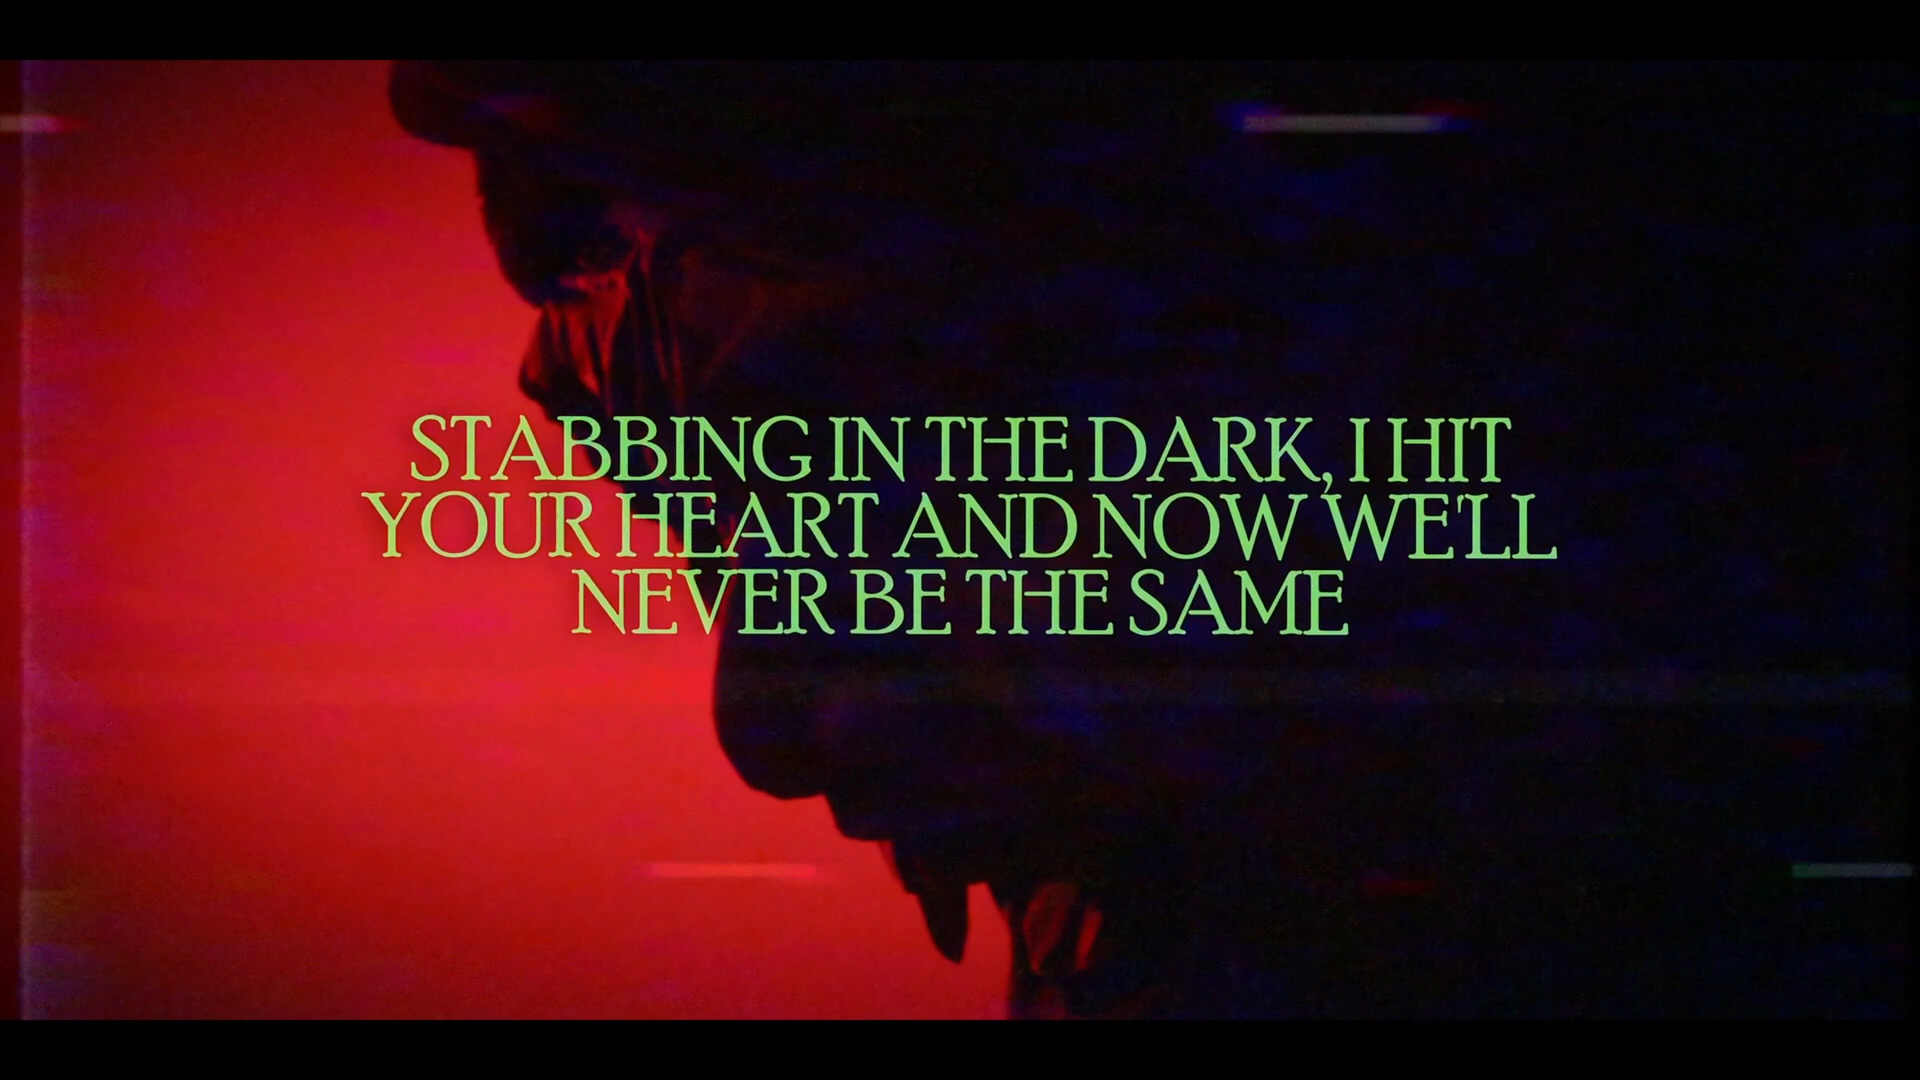 STABBING IN THE DARK, I HIT
YOUR HEART AND NOW WE'LL
NEVER BE THE SAME